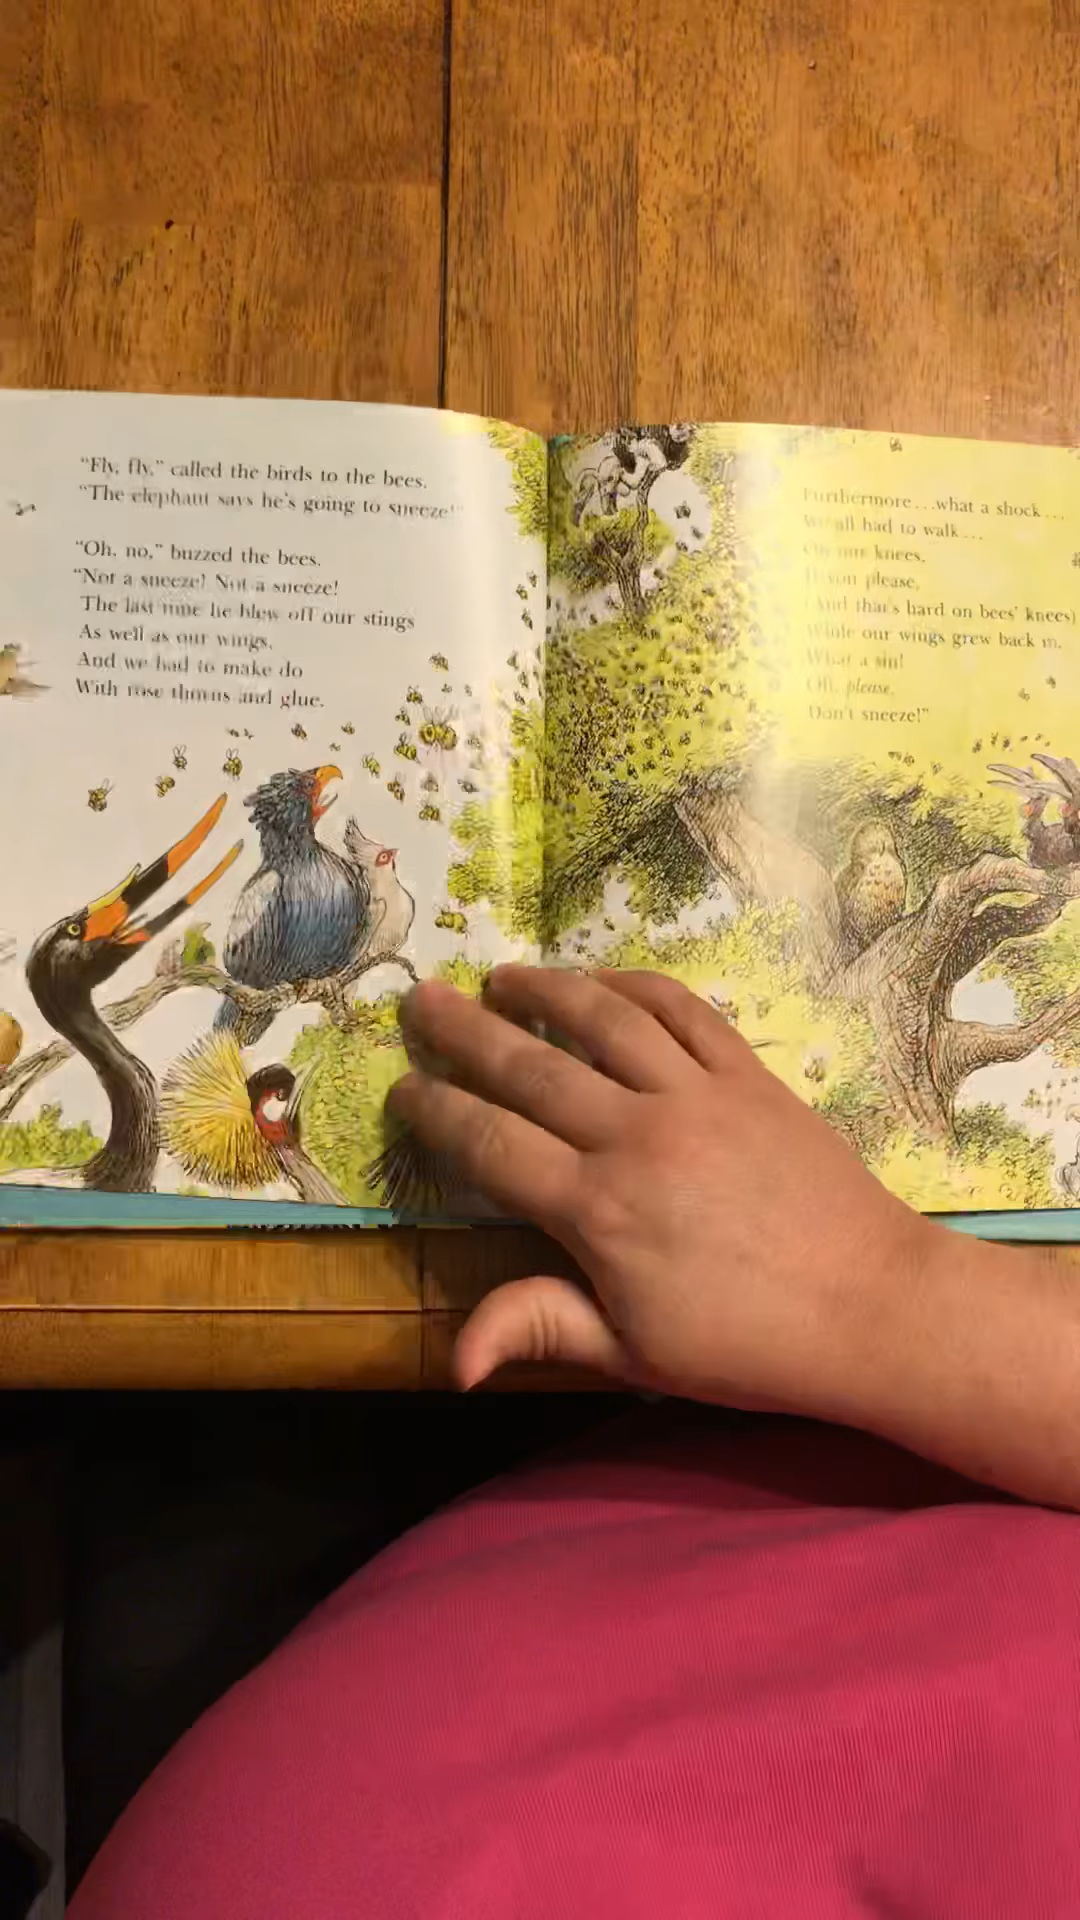 "Fly, fly," called the birds to the bees.
"The elephant says he's going to sneeze!"
"Oh, no," buzzed the bees.
"Not a sneeze! Not a sneeze!
The last time he blew off our stings
As well as our wings,
And we had to make do
With rose thorns and glue.
Furthermore...what a shock...
We all had to walk...
On our knees,
If you please,
(And that's hard on bees' knees)
While our wings grew back in.
What a sin!
Oh, please,
Don't sneeze!"